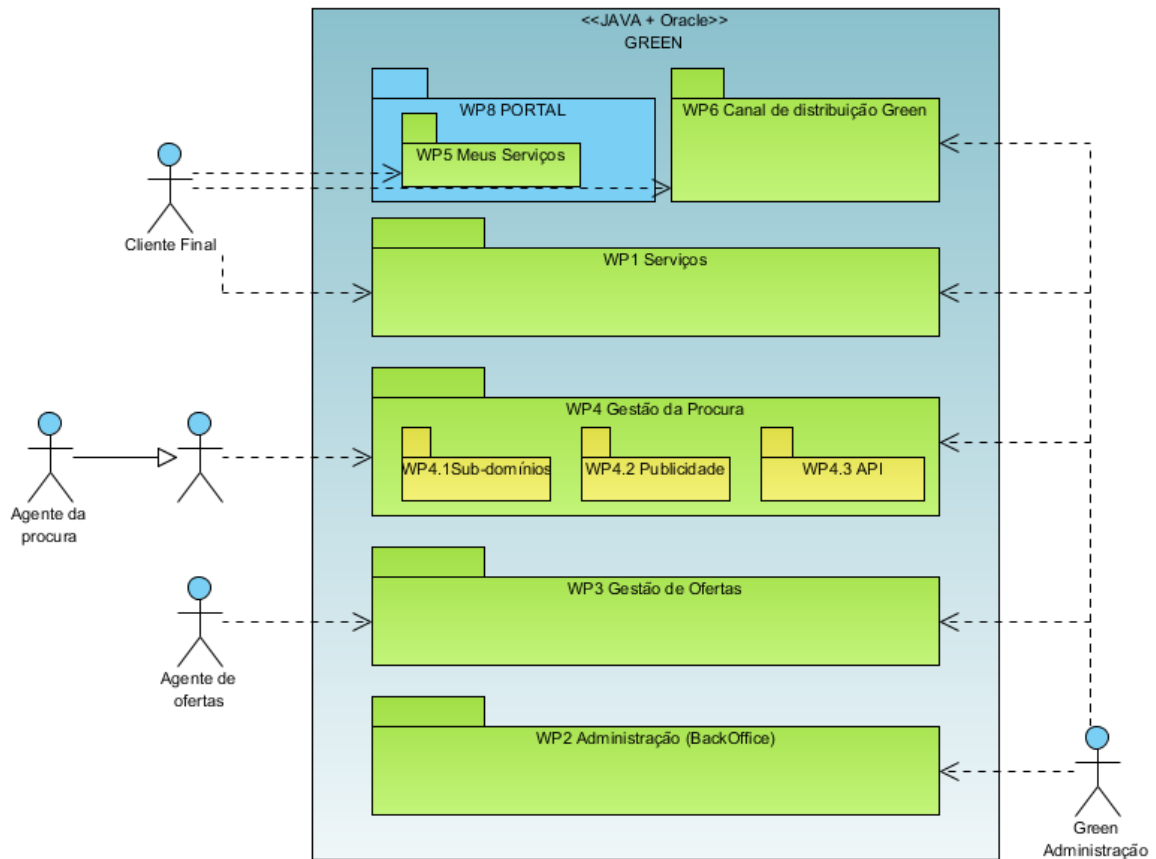 <<JAVA + Oracle>>
GREEN
WP8 PORTAL
WP6 Canal de distribuição Green
WP5 Meus Serviços
Cliente Final
WP1 Serviços
WP4 Gestão da Procura
WP4.1Sub-domínios
WP4.2 Publicidade
WP4.3 API
Agente da
procura
WP3 Gestão de Ofertas
Agente de
ofertas
WP2 Administração (BackOffice)
Green
Administração